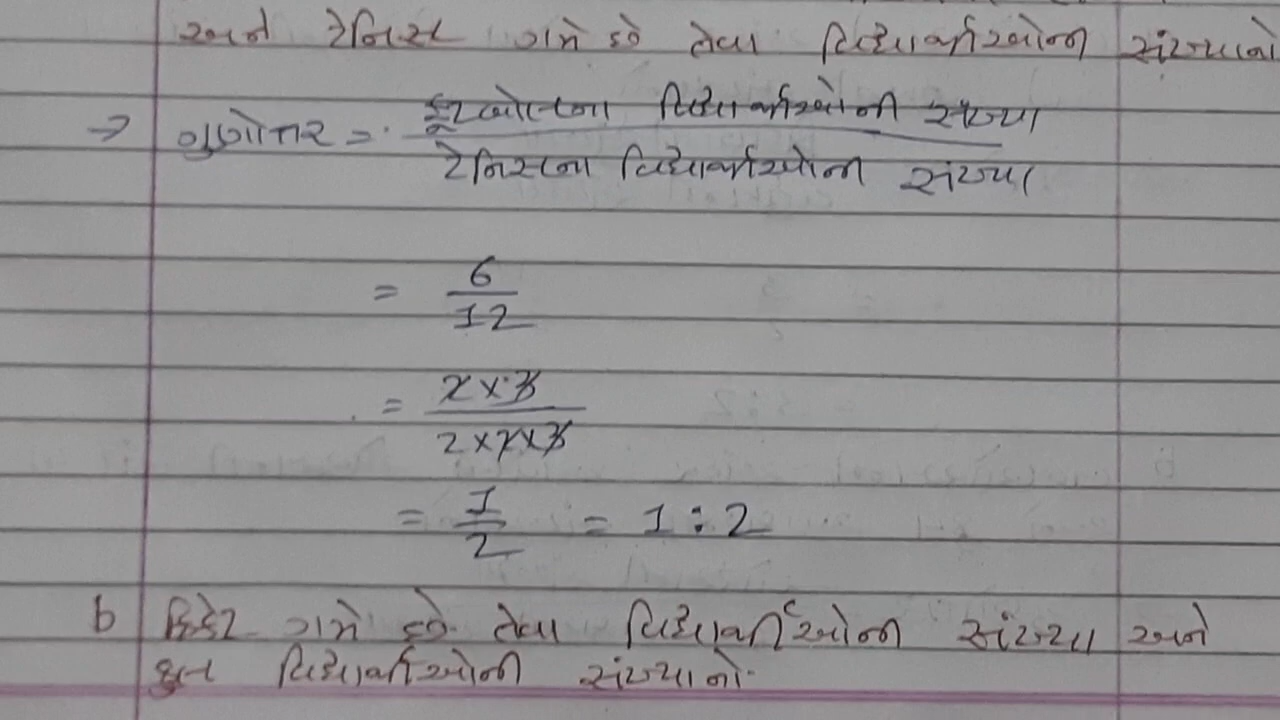 અને ટેનિસ ગમે છે તેવા વિદ્યાર્થીઓની સંખ્યાનો
→ ગુણોત્તર = ફૂટબોલના વિદ્યાર્થીઓની સંખ્યા
ટેનિસના વિદ્યાર્થીઓની સંખ્યા
= 6
12
= 2 × 3
2 × 2 × 3
= 1
2
= 1 : 2
b ક્રિકેટ ગમે છે તેવા વિદ્યાર્થીઓની સંખ્યા અને
કુલ વિદ્યાર્થીઓની સંખ્યાનો.